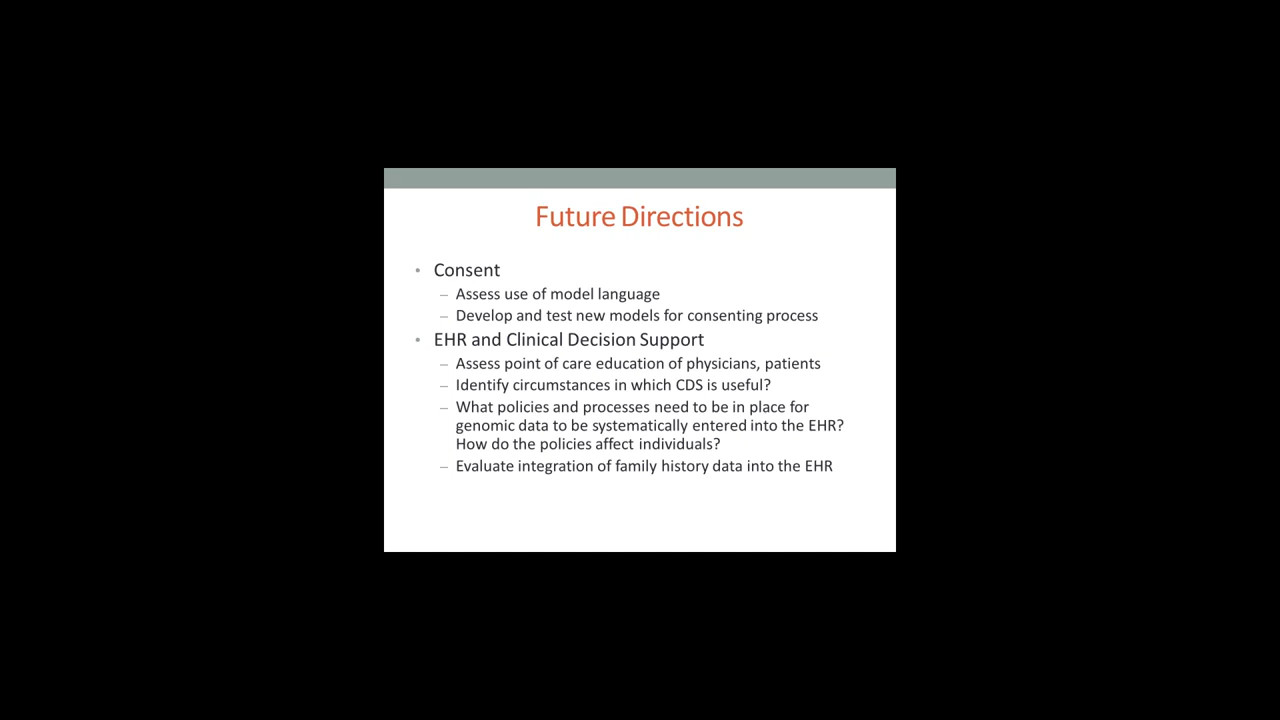 Future Directions
• Consent
– Assess use of model language
– Develop and test new models for consenting process
• EHR and Clinical Decision Support
– Assess point of care education of physicians, patients
– Identify circumstances in which CDS is useful?
– What policies and processes need to be in place for
genomic data to be systematically entered into the EHR?
How do the policies affect individuals?
– Evaluate integration of family history data into the EHR